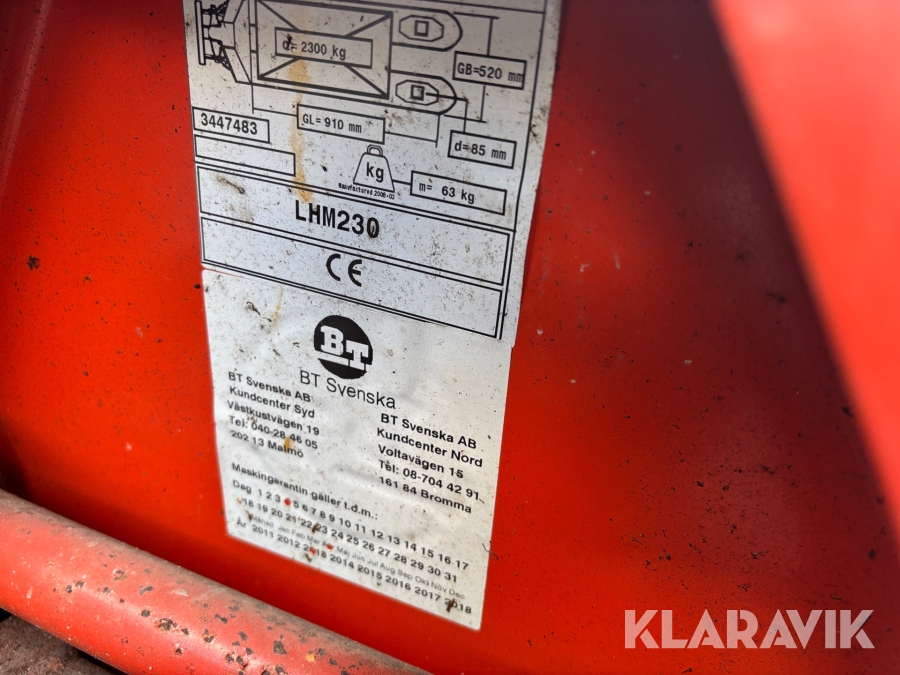 d= 2300 kg
GB=520 mm
3447483
GL= 910 mm
d=85 mm
kg
Manufactured
m= 63 kg
LHM230
CE
BT
BT Svenska
BT Svenska AB
Kundcenter Syd
Västkustvägen 19
Tel: 040-28 46 05
202 13 Malmö
BT Svenska AB
Kundcenter Nord
Voltavägen 15
Tel: 08-704 42 91
161 84 Bromma
Maskingarantin gäller t.d.m.:
Dag 1 2 3 5 6 7 8 9 10 11 12 13 14 15 16 17
18 19 20 21 22 23 24 25 26 27 28 29 30 31
Månad Jan Feb Mar Maj Jun Jul Aug Sep Okt Nov Dec
År 2011 2012 2014 2015 2016 2017 2018
KLARAVIK